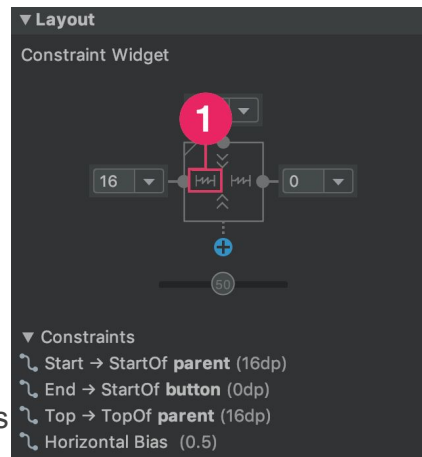 ▼ Layout
Constraint Widget
1
16
0
50
▼ Constraints
Start → StartOf parent (16dp)
End → StartOf button (0dp)
s Top → TopOf parent (16dp)
Horizontal Bias (0.5)